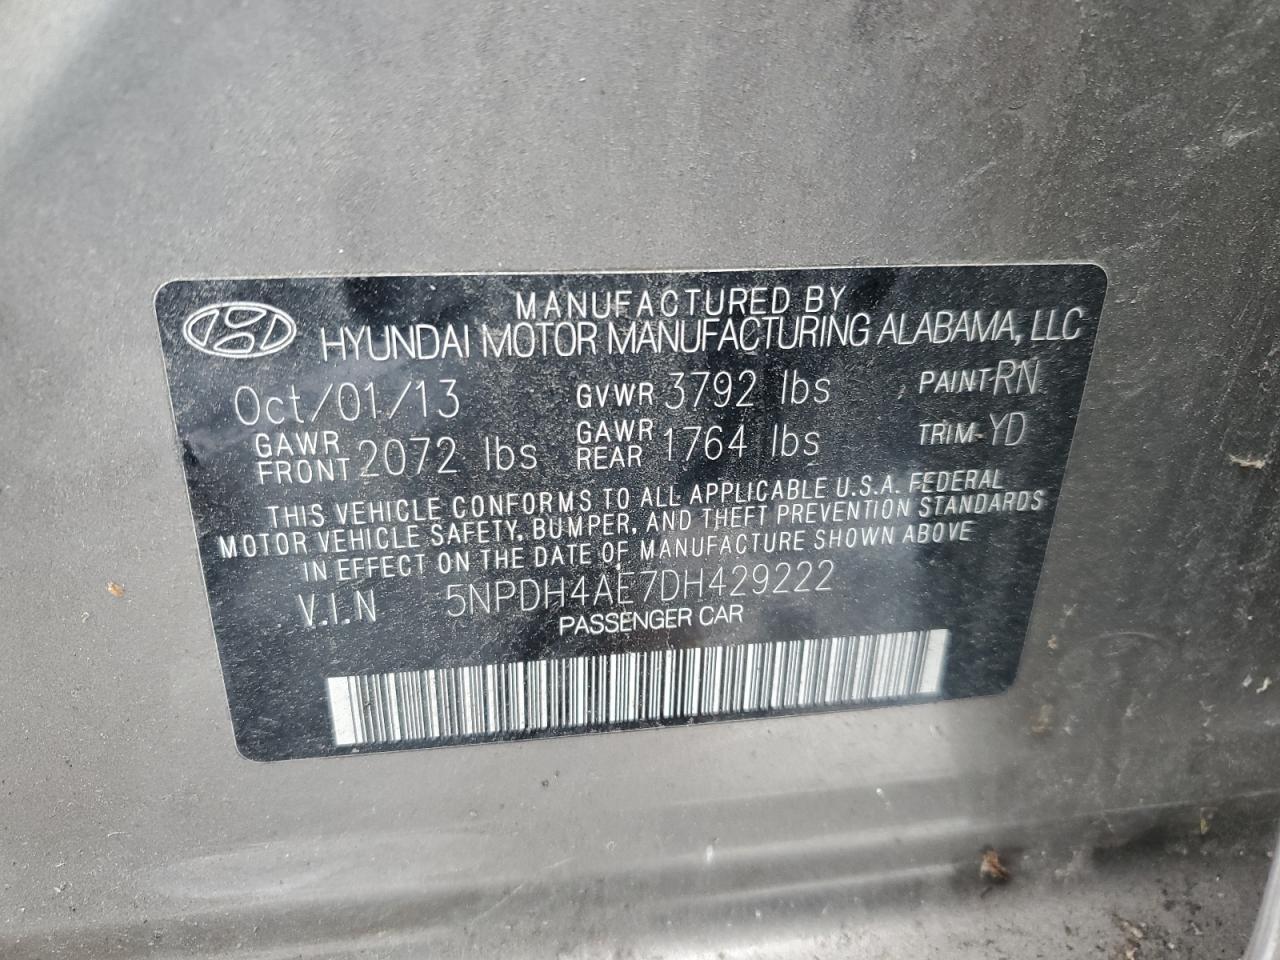 MANUFACTURED BY
HYUNDAI MOTOR MANUFACTURING ALABAMA, LLC
Oct/01/13 GVWR 3792 lbs PAINT-RN
GAWR FRONT 2072 lbs GAWR REAR 1764 lbs TRIM-YD
THIS VEHICLE CONFORMS TO ALL APPLICABLE U.S.A. FEDERAL
MOTOR VEHICLE SAFETY, BUMPER, AND THEFT PREVENTION STANDARDS
IN EFFECT ON THE DATE OF MANUFACTURE SHOWN ABOVE
V.I.N 5NPDH4AE7DH429222
PASSENGER CAR